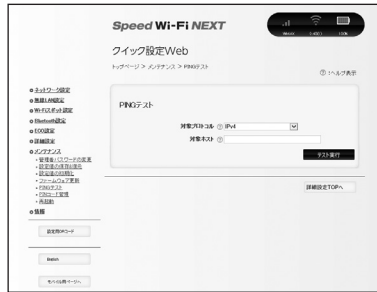 Speed Wi-Fi NEXT
クイック設定Web
トップページ > メンテナンス > PINGテスト
?:ヘルプ表示
ネットワーク設定
無線LAN設定
Wi-Fiスポット設定
Bluetooth設定
ECO設定
詳細設定
メンテナンス
- 管理者パスワードの変更
- 設定値の保存&復元
- 設定値の初期化
- ファームウェア更新
- PINGテスト
- PINコード管理
- 再起動
情報
設定用QRコード
English
モバイル用ページへ
PINGテスト
対象プロトコル ? IPv4
対象ホスト ?
テスト実行
詳細設定TOPへ